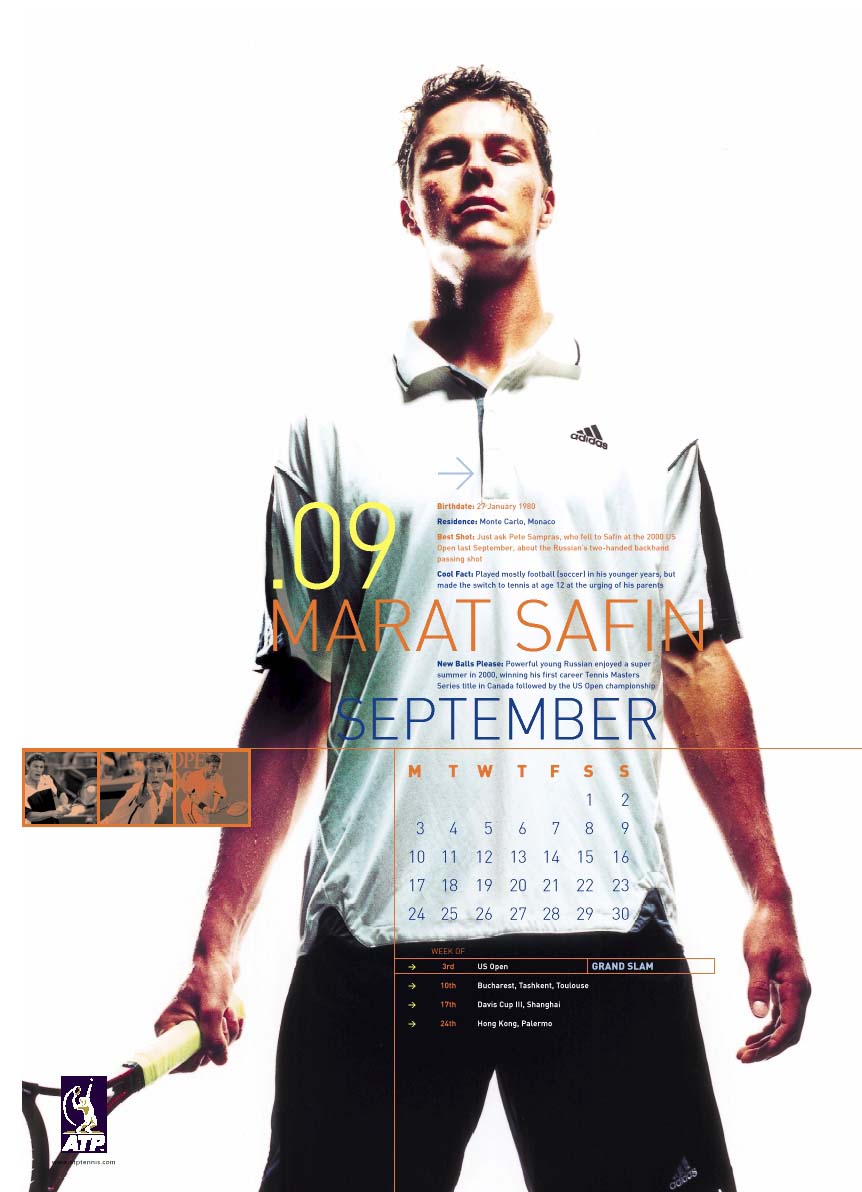 adidas
.09
Birthdate: 27 January 1980
Residence: Monte Carlo, Monaco
Best Shot: Just ask Pete Sampras, who fell to Safin at the 2000 US
Open last September, about the Russian's two-handed backhand
passing shot
Cool Fact: Played mostly football (soccer) in his younger years, but
made the switch to tennis at age 12 at the urging of his parents
MARAT SAFIN
New Balls Please: Powerful young Russian enjoyed a super
summer in 2000, winning his first career Tennis Masters
Series title in Canada followed by the US Open championship
SEPTEMBER
M T W T F S S
1 2
3 4 5 6 7 8 9
10 11 12 13 14 15 16
17 18 19 20 21 22 23
24 25 26 27 28 29 30
WEEK OF
3rd US Open GRAND SLAM
10th Bucharest, Tashkent, Toulouse
17th Davis Cup III, Shanghai
24th Hong Kong, Palermo
ATP
www.atptennis.com
adidas